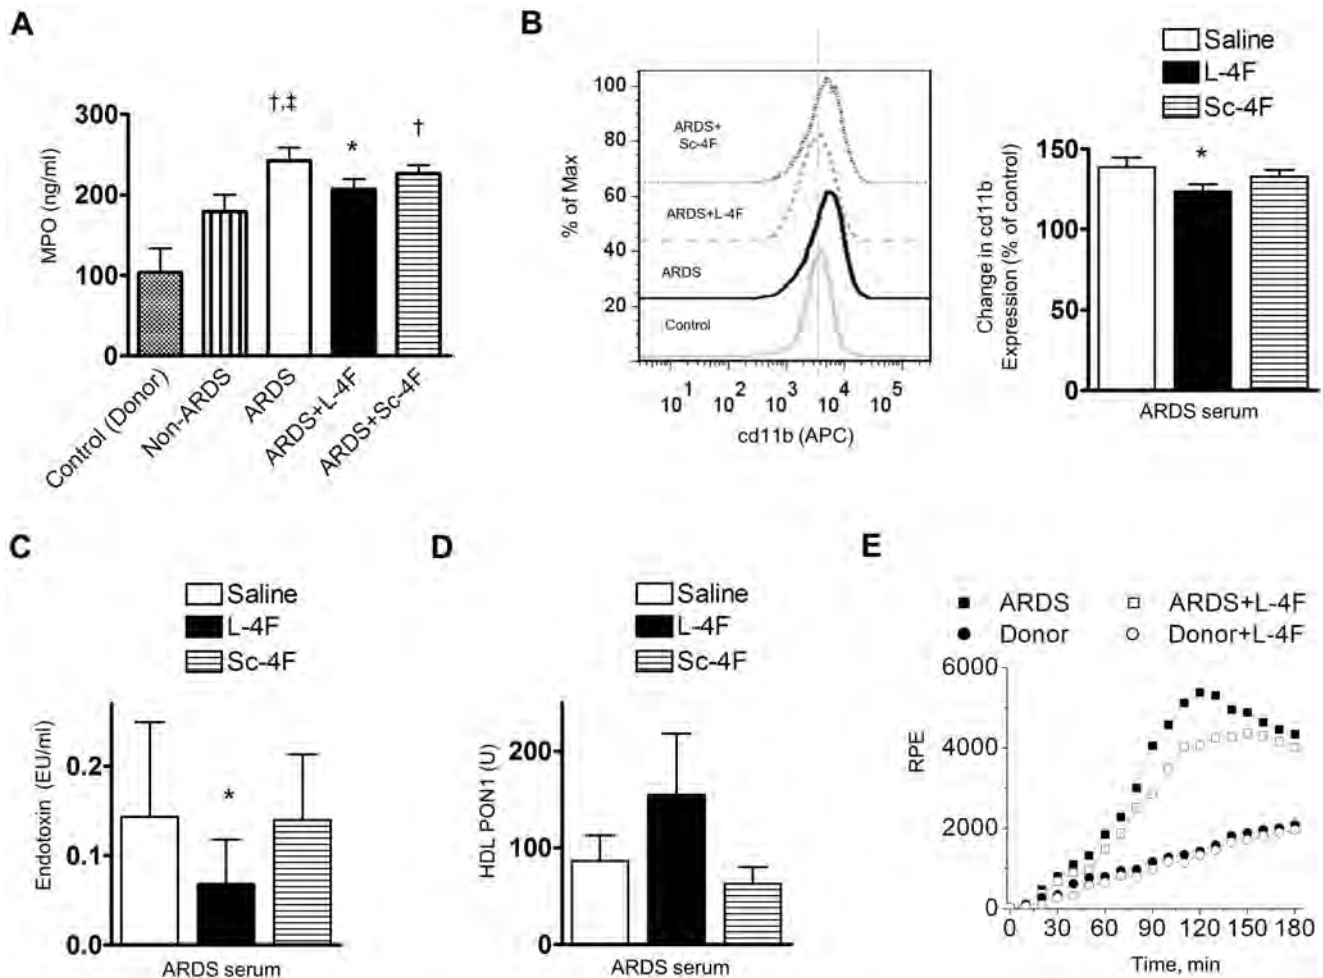 A
MPO (ng/ml)
300
200
100
0
†,‡
*
†
Control (Donor)
Non-ARDS
ARDS
ARDS+L-4F
ARDS+Sc-4F
B
% of Max
100
80
60
40
20
ARDS+
Sc-4F
ARDS+L-4F
ARDS
Control
10 1
10 2
10 3
10 4
10 5
cd11b (APC)
Saline
L-4F
Sc-4F
Change in cd11b
Expression (% of control)
150
100
50
0
*
ARDS serum
C
Saline
L-4F
Sc-4F
Endotoxin (EU/ml)
0.2
0.1
0.0
*
ARDS serum
D
Saline
L-4F
Sc-4F
HDL PON1 (U)
200
100
0
ARDS serum
E
ARDS
ARDS+L-4F
Donor
Donor+L-4F
RPE
6000
4000
2000
0
0 30 60 90 120 150 180
Time, min